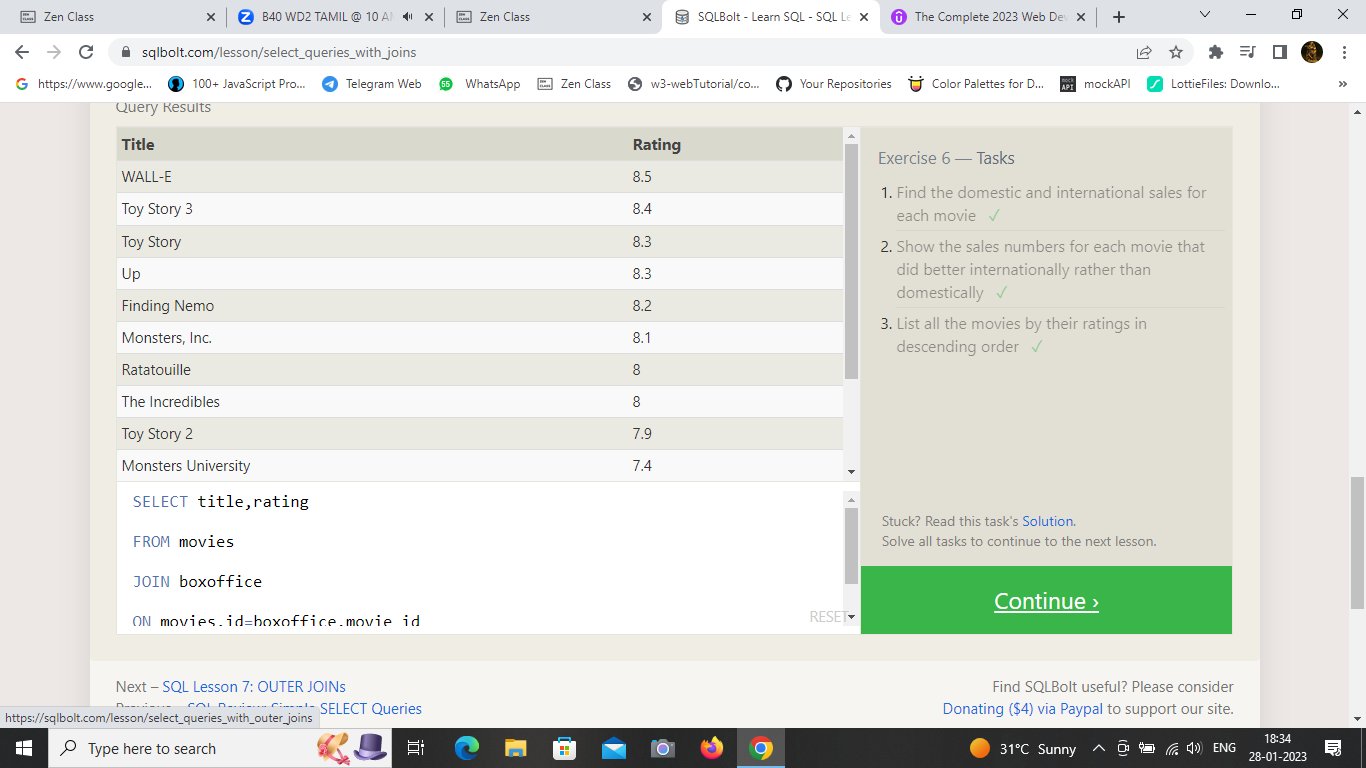 Zen Class
B40 WD2 TAMIL @ 10 A
Zen Class
SQLBolt - Learn SQL - SQL Le
The Complete 2023 Web Dev
sqlbolt.com/lesson/select_queries_with_joins
https://www.google...
100+ JavaScript Pro...
Telegram Web
55
WhatsApp
Zen Class
w3-webTutorial/co...
Your Repositories
Color Palettes for D...
MOCK
API
mockAPI
LottieFiles: Downlo...
»
Query Results
Title Rating
WALL-E 8.5
Toy Story 3 8.4
Toy Story 8.3
Up 8.3
Finding Nemo 8.2
Monsters, Inc. 8.1
Ratatouille 8
The Incredibles 8
Toy Story 2 7.9
Monsters University 7.4
SELECT title,rating
FROM movies
JOIN boxoffice
ON movies.id=boxoffice.movie_id
RESET
Exercise 6 — Tasks
1. Find the domestic and international sales for
each movie ✓
2. Show the sales numbers for each movie that
did better internationally rather than
domestically ✓
3. List all the movies by their ratings in
descending order ✓
Stuck? Read this task's Solution.
Solve all tasks to continue to the next lesson.
Continue ›
Next – SQL Lesson 7: OUTER JOINs
Previous – SQL Review: Simple SELECT Queries
Find SQLBolt useful? Please consider
Donating ($4) via Paypal to support our site.
https://sqlbolt.com/lesson/select_queries_with_outer_joins
Type here to search
31°C Sunny
ENG
18:34
28-01-2023